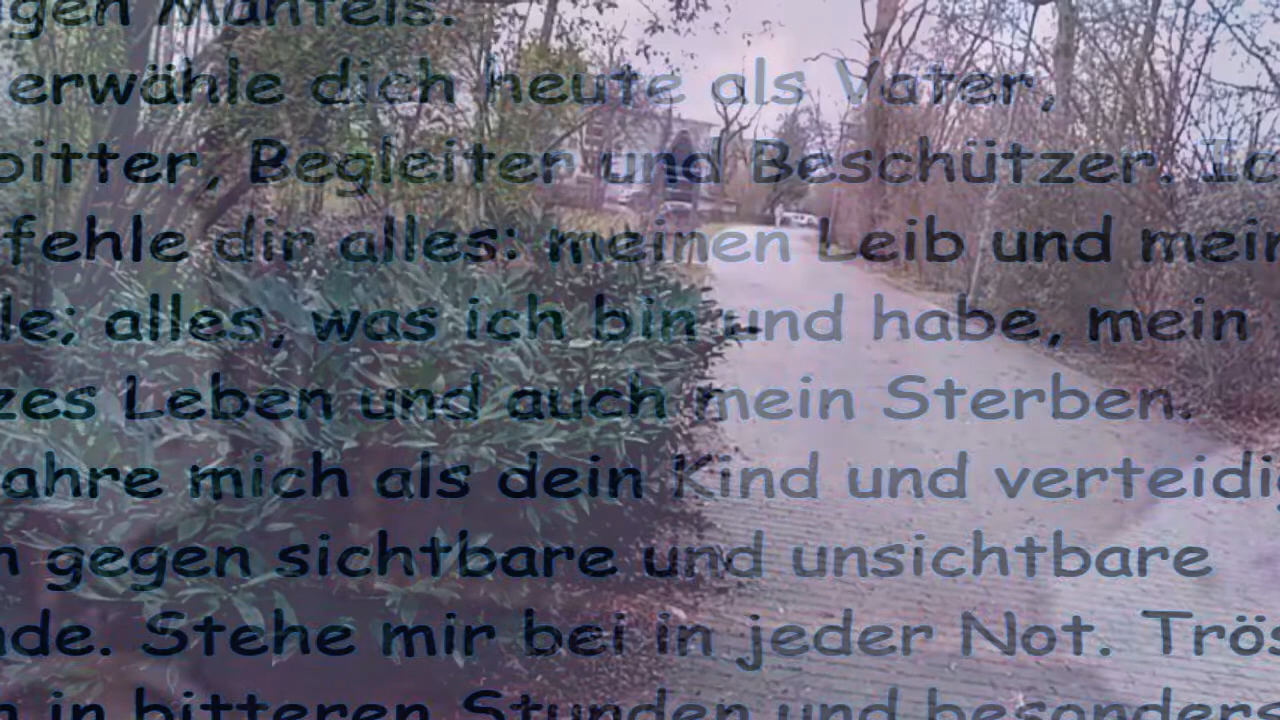 gen Mantels.
erwähle dich heute als Vater,
bitter, Begleiter und Beschützer. Ic
fehle dir alles: meinen Leib und mein
le; alles, was ich bin und habe, mein
zes Leben und auch mein Sterben.
ahre mich als dein Kind und verteidig
n gegen sichtbare und unsichtbare
nde. Stehe mir bei in jeder Not. Trös
n in bitteren Stunden und besonders